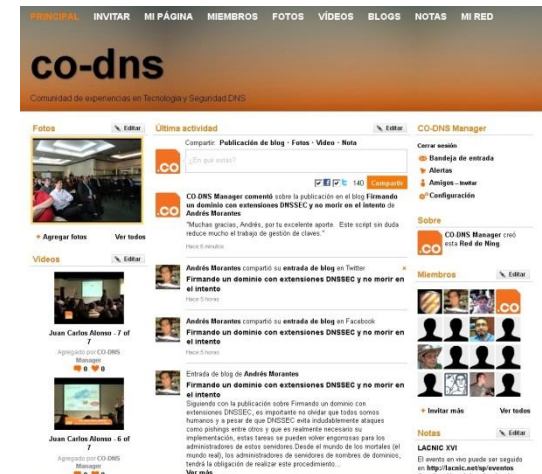 PRINCIPAL INVITAR MI PÁGINA MIEMBROS FOTOS VÍDEOS BLOGS NOTAS MI RED
co-dns
Comunidad de experiencias en Tecnología y Seguridad DNS
Fotos
Editar
+ Agregar fotos
Ver todos
Vídeos
Editar
Juan Carlos Alonso - 7 of
7
Agregado por CO-DNS
Manager
0 0
Juan Carlos Alonso - 6 of
7
Agregado por CO-DNS
Manager
Última actividad
Editar
Compartir: Publicación de blog · Fotos · Video · Nota
.co
¿En qué estás?
140
Compartir
.co
CO-DNS Manager comentó sobre la publicación en el blog Firmando
un dominio con extensiones DNSSEC y no morir en el intento de
Andrés Morantes
"Muchas gracias, Andrés, por tu excelente aporte. Este script sin duda
reduce mucho el trabajo de gestión de claves."
Hace 6 minutos
Andrés Morantes compartió su entrada de blog en Twitter
Firmando un dominio con extensiones DNSSEC y no morir en
el intento
Hace 5 horas
Andrés Morantes compartió su entrada de blog en Facebook
Firmando un dominio con extensiones DNSSEC y no morir en
el intento
Hace 5 horas
Entrada de blog de Andrés Morantes
Firmando un dominio con extensiones DNSSEC y no morir en
el intento
Siguiendo con la publicación sobre Firmando un dominio con
extensiones DNSSEC, es importante no olvidar que todos somos
humanos y a pesar de que DNSSEC evita indudablemente ataques
como pishings entre otros y que es realmente necesario su
implementación, estas tareas se pueden volver engorrosas para los
administradores de estos servidores.Desde el mundo de los mortales (el
mundo real), los administradores de servidores de nombres de dominios,
tendrá la obligación de realizar este procedimiento…
Ver más
CO-DNS Manager
Cerrar sesión
Bandeja de entrada
Alertas
Amigos – Invitar
Configuración
Sobre
.co
CO-DNS Manager creó
esta Red de Ning.
Miembros
Editar
.co
+ Invitar más
Ver todos
Notas
Editar
LACNIC XVI
El evento en vivo puede ser seguido
en http://lacnic.net/sp/eventos